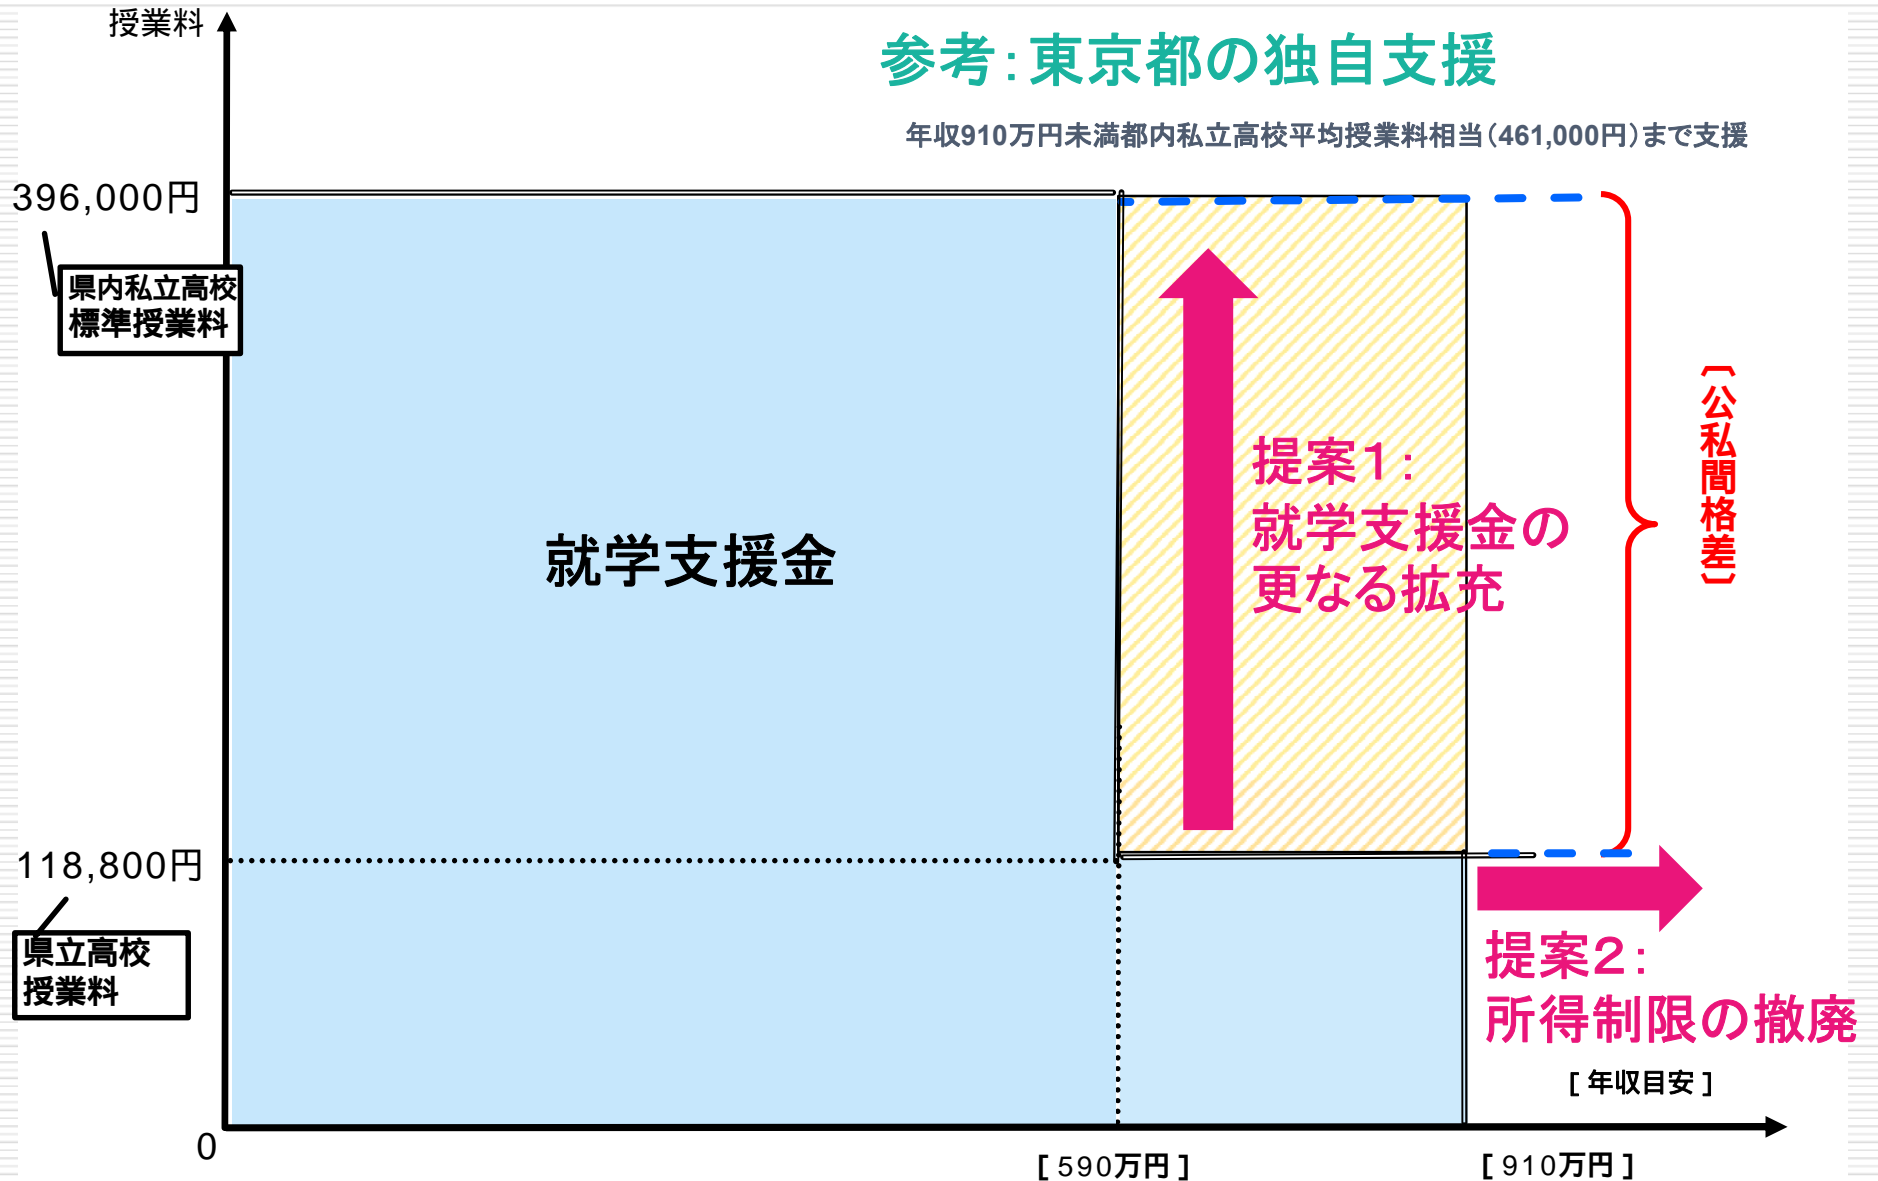 授業料
参考：東京都の独自支援
年収910万円未満都内私立高校平均授業料相当（461,000円）まで支援
396,000円
県内私立高校
標準授業料
〔公私間格差〕
提案１：
就学支援金の
更なる拡充
就学支援金
118,800円
県立高校
授業料
提案２：
所得制限の撤廃
[ 年収目安 ]
0
[ 590万円 ]
[ 910万円 ]